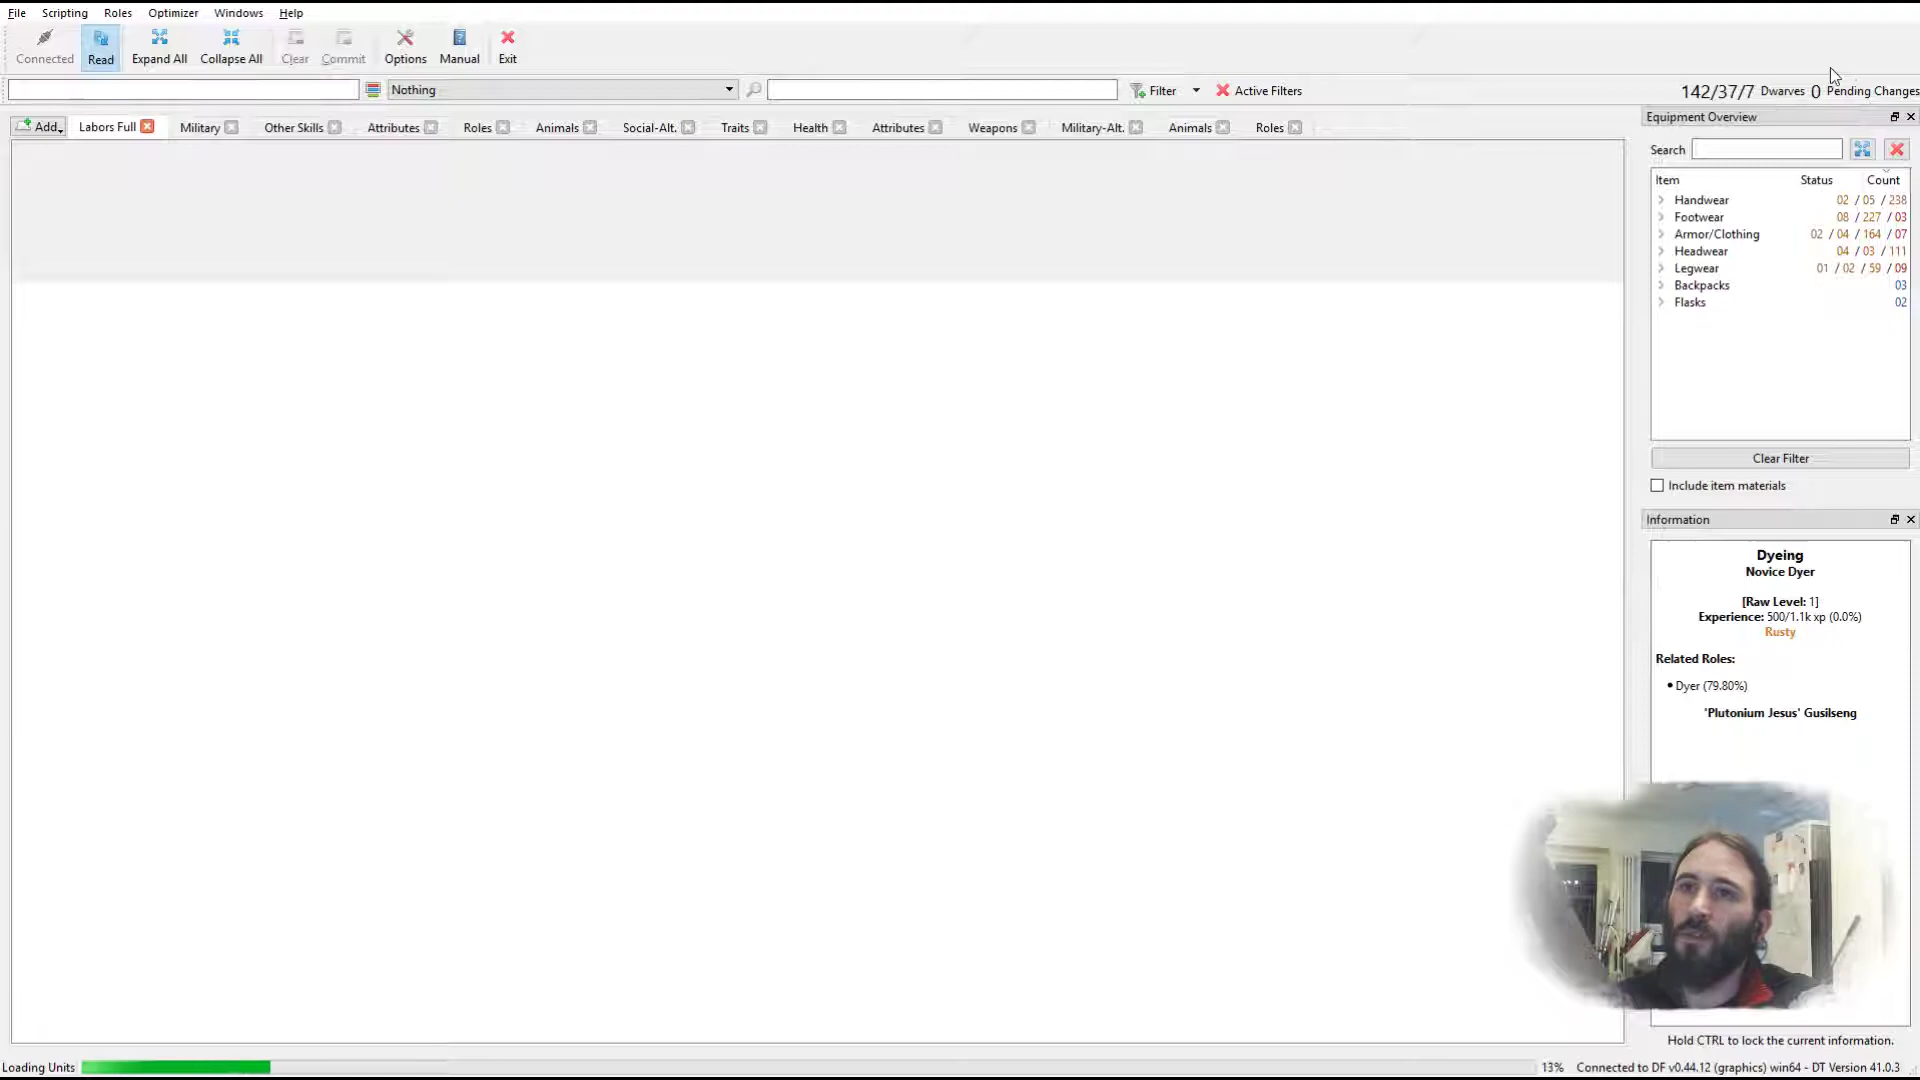 File Scripting Roles Optimizer Windows Help
Connected Read Expand All Collapse All Clear Commit Options Manual Exit
Nothing Filter Active Filters 142/37/7 Dwarves 0 Pending Changes
Add Labors Full Military Other Skills Attributes Roles Animals Social-Alt. Traits Health Attributes Weapons Military-Alt. Animals Roles
Equipment Overview
Search
Item Status Count
Handwear 02 / 05 / 238
Footwear 08 / 227 / 03
Armor/Clothing 02 / 04 / 164 / 07
Headwear 04 / 03 / 111
Legwear 01 / 02 / 59 / 09
Backpacks 03
Flasks 02
Clear Filter
Include item materials
Information
Dyeing
Novice Dyer
[Raw Level: 1]
Experience: 500/1.1k xp (0.0%)
Rusty
Related Roles:
• Dyer (79.80%)
'Plutonium Jesus' Gusilseng
Hold CTRL to lock the current information.
Loading Units 13% Connected to DF v0.44.12 (graphics) win64 - DT Version 41.0.3